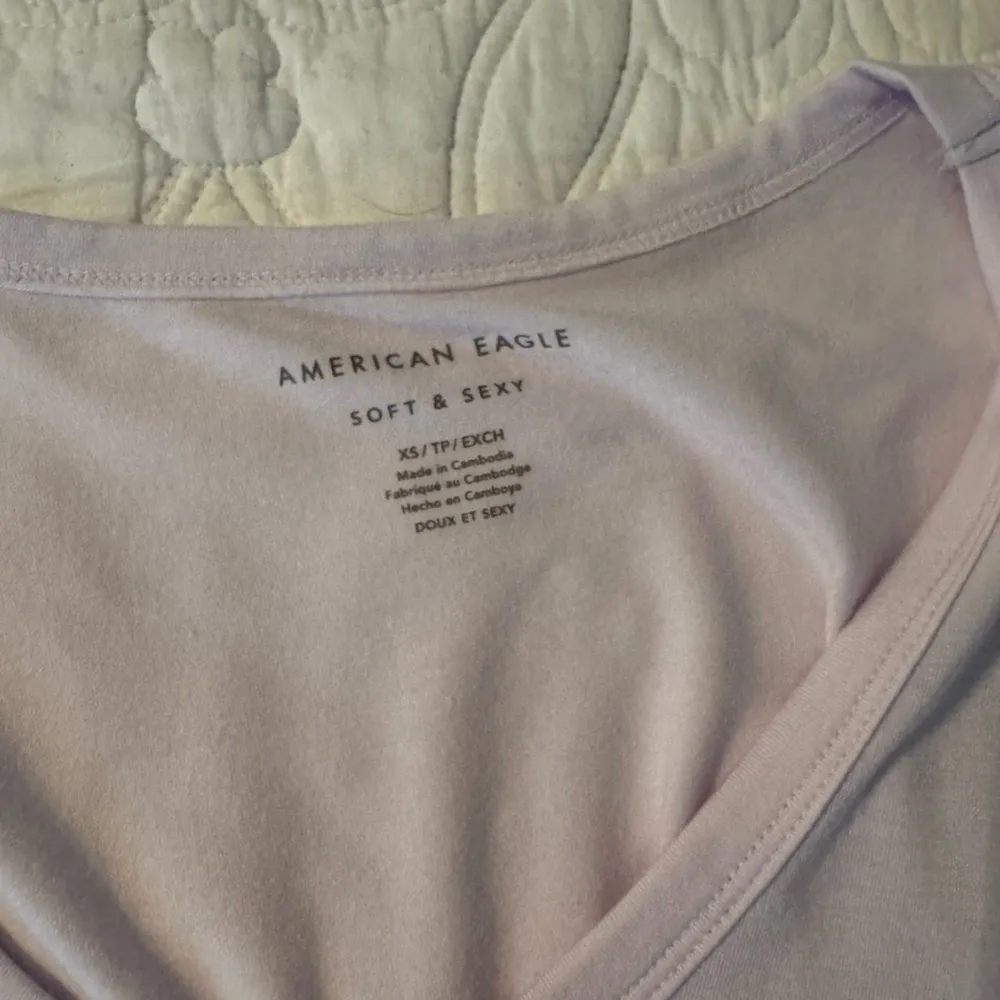 AMERICAN EAGLE
SOFT & SEXY
XS / TP / EXCH
Made in Cambodia
Fabriqué au Cambodge
Hecho en Camboya
DOUX ET SEXY